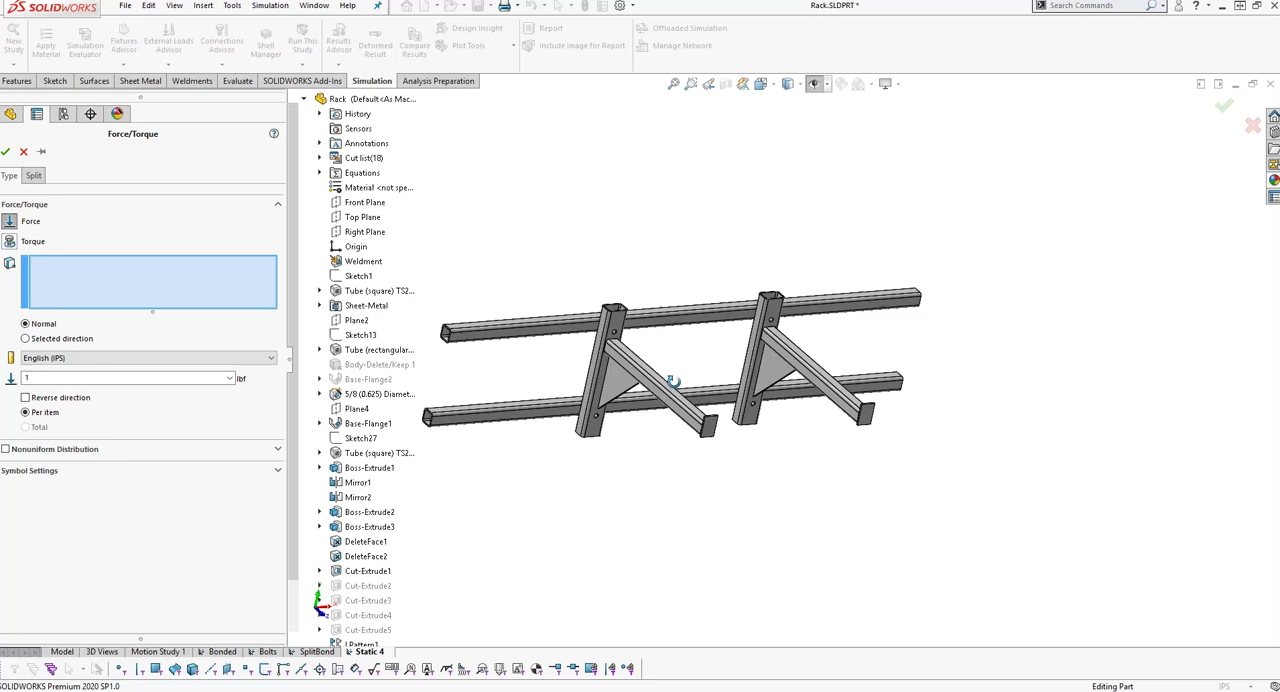 SOLIDWORKS File Edit View Insert Tools Simulation Window Help Rack.SLDPRT * Search Commands
New Study
Apply Material
Simulation Evaluator
Fixtures Advisor
External Loads Advisor
Connections Advisor
Shell Manager
Run This Study
Results Advisor
Deformed Result
Compare Results
Design Insight
Plot Tools
Report
Include Image for Report
Offloaded Simulation
Manage Network
Features Sketch Surfaces Sheet Metal Weldments Evaluate SOLIDWORKS Add-Ins Simulation Analysis Preparation
Force/Torque
Type Split
Force/Torque
Force
Torque
Normal
Selected direction
English (IPS)
1 lbf
Reverse direction
Per item
Total
Nonuniform Distribution
Symbol Settings
Rack (Default<As Mac...
History
Sensors
Annotations
Cut list(18)
Equations
Material <not spe...
Front Plane
Top Plane
Right Plane
Origin
Weldment
Sketch1
Tube (square) TS2...
Sheet-Metal
Plane2
Sketch13
Tube (rectangular...
Body-Delete/Keep 1
Base-Flange2
5/8 (0.625) Diamet...
Plane4
Base-Flange1
Sketch27
Tube (square) TS2...
Boss-Extrude1
Mirror1
Mirror2
Boss-Extrude2
Boss-Extrude3
DeleteFace1
DeleteFace2
Cut-Extrude1
Cut-Extrude2
Cut-Extrude3
Cut-Extrude4
Cut-Extrude5
LPattern1
Model 3D Views Motion Study 1 Bonded Bolts SplitBond Static 4
SOLIDWORKS Premium 2020 SP1.0 Editing Part IPS